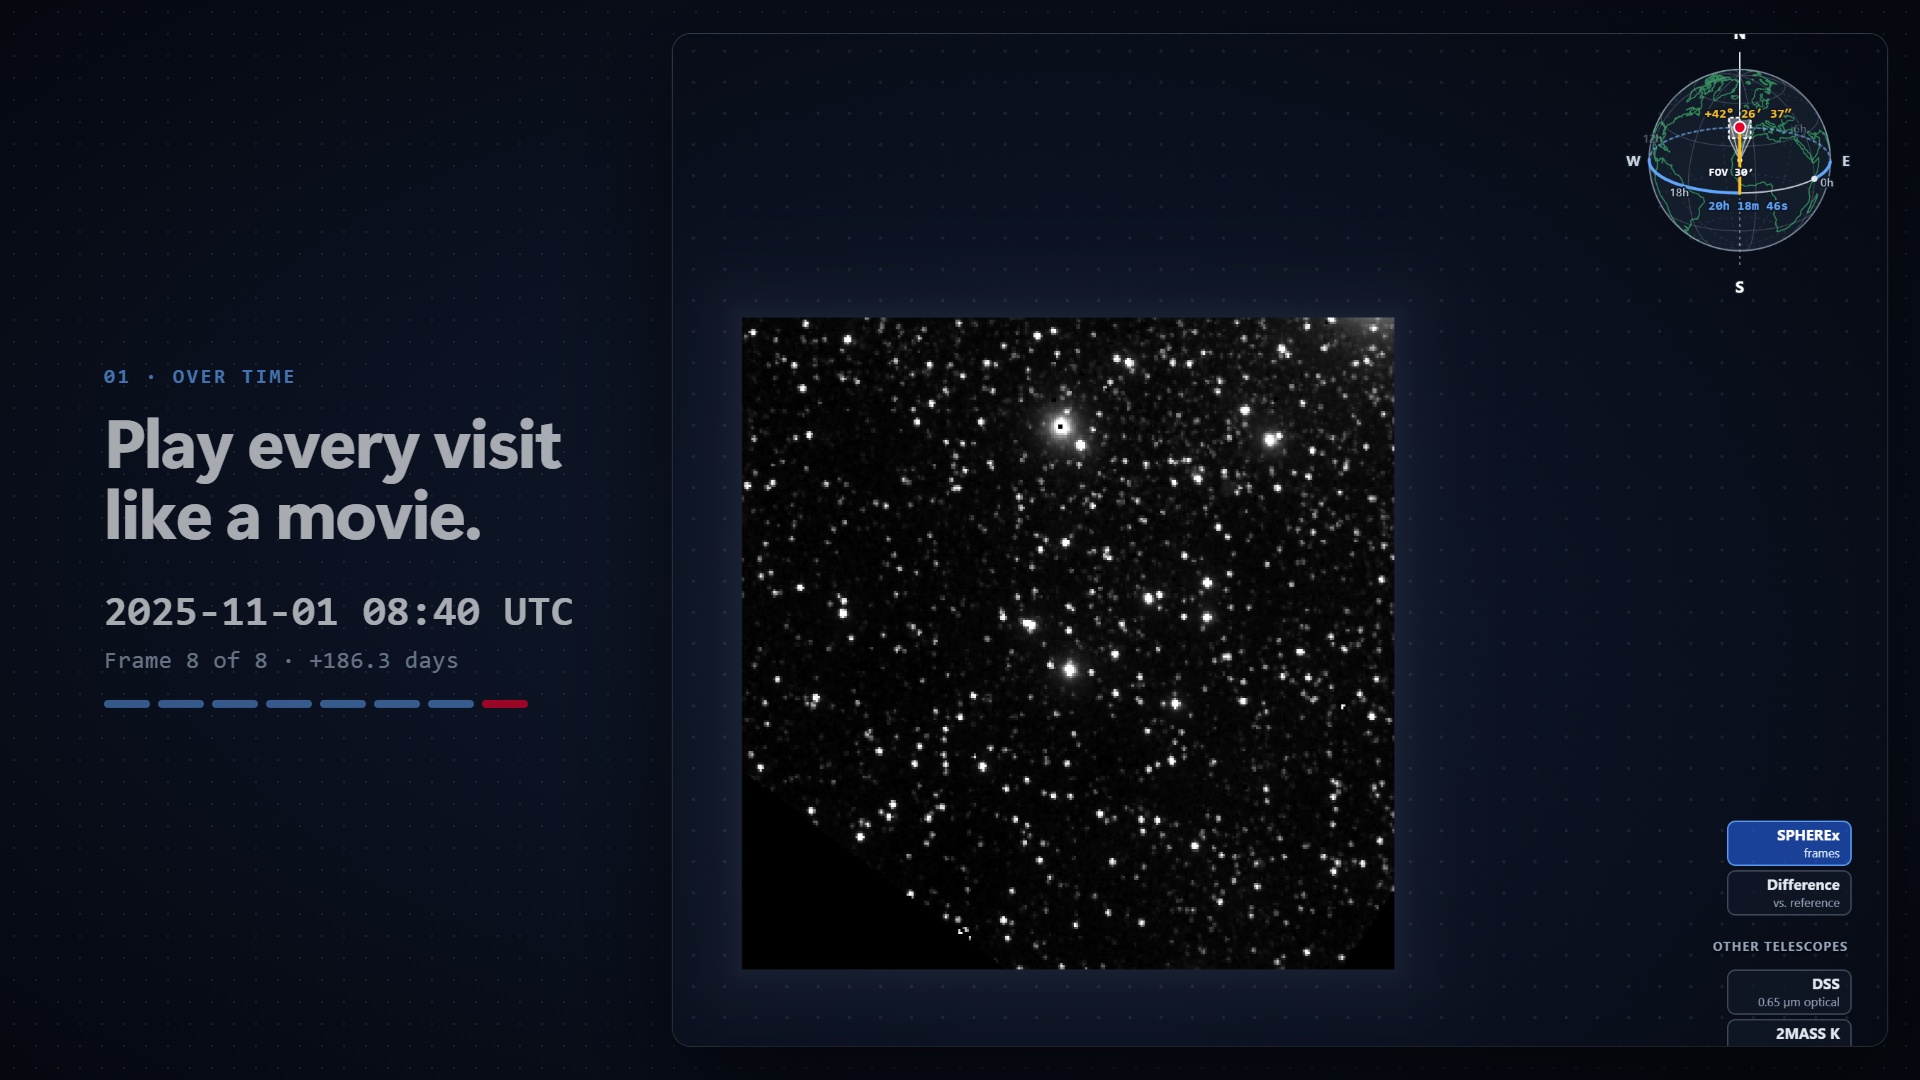 01 · OVER TIME
Play every visit
like a movie.
2025-11-01 08:40 UTC
Frame 8 of 8 · +186.3 days
N
+42° 26′ 37″
6h
12h
W
E
FOV 30′
18h
0h
20h 18m 46s
S
SPHEREx
frames
Difference
vs. reference
OTHER TELESCOPES
DSS
0.65 μm optical
2MASS K